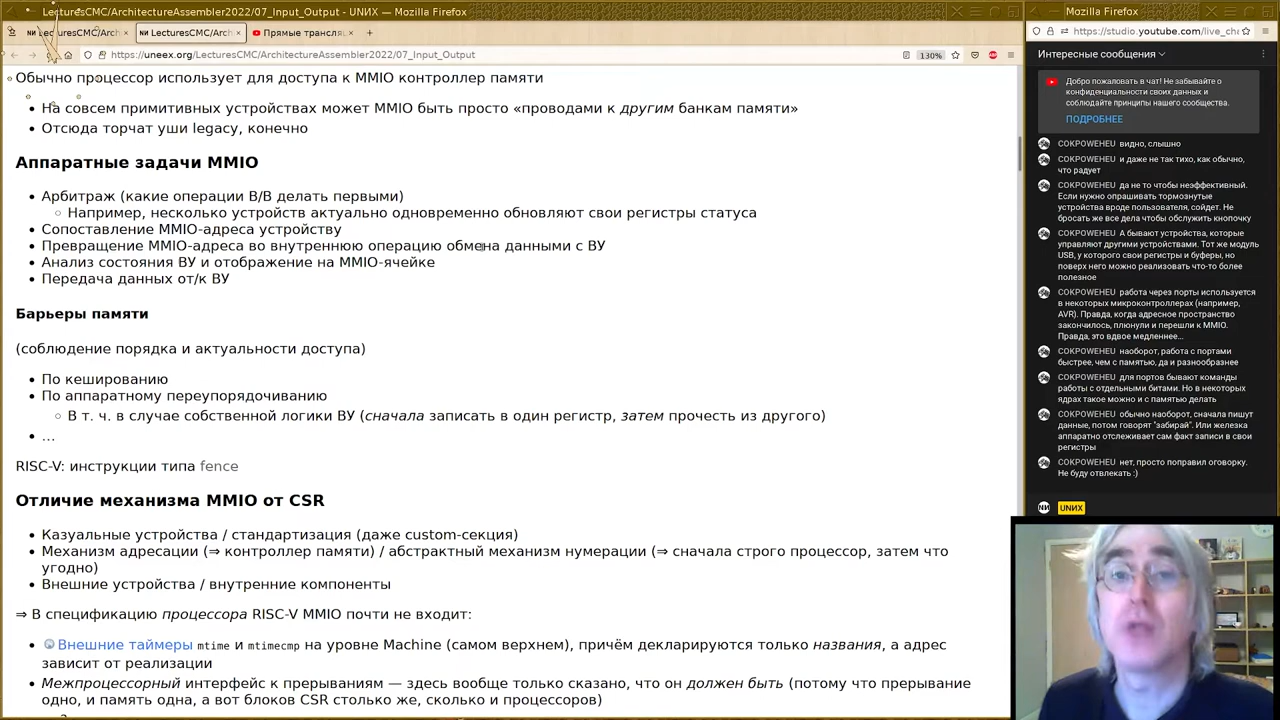 LecturesCMC/ArchitectureAssembler2022/07_Input_Output - UNИX — Mozilla Firefox
Mozilla Firefox
LecturesCMC/Arch
LecturesCMC/Arch
Прямые трансляц
https://uneex.org/LecturesCMC/ArchitectureAssembler2022/07_Input_Output
130%
https://studio.youtube.com/live_cha
Обычно процессор использует для доступа к MMIO контроллер памяти
На совсем примитивных устройствах может MMIO быть просто «проводами к другим банкам памяти»
Отсюда торчат уши legacy, конечно
Аппаратные задачи MMIO
Арбитраж (какие операции В/В делать первыми)
Например, несколько устройств актуально одновременно обновляют свои регистры статуса
Сопоставление MMIO-адреса устройству
Превращение MMIO-адреса во внутреннюю операцию обмена данными с ВУ
Анализ состояния ВУ и отображение на MMIO-ячейке
Передача данных от/к ВУ
Барьеры памяти
(соблюдение порядка и актуальности доступа)
По кешированию
По аппаратному переупорядочиванию
В т. ч. в случае собственной логики ВУ (сначала записать в один регистр, затем прочесть из другого)
…
RISC-V: инструкции типа fence
Отличие механизма MMIO от CSR
Казуальные устройства / стандартизация (даже custom-секция)
Механизм адресации (⇒ контроллер памяти) / абстрактный механизм нумерации (⇒ сначала строго процессор, затем что
угодно)
Внешние устройства / внутренние компоненты
⇒ В спецификацию процессора RISC-V MMIO почти не входит:
Внешние таймеры mtime и mtimecmp на уровне Machine (самом верхнем), причём декларируются только названия, а адрес
зависит от реализации
Межпроцессорный интерфейс к прерываниям — здесь вообще только сказано, что он должен быть (потому что прерывание
одно, и память одна, а вот блоков CSR столько же, сколько и процессоров)
Интересные сообщения
Добро пожаловать в чат! Не забывайте о
конфиденциальности своих данных и
соблюдайте принципы нашего сообщества.
ПОДРОБНЕЕ
COKPOWEHEU видно, слышно
COKPOWEHEU и даже не так тихо, как обычно,
что радует
COKPOWEHEU да не то чтобы неэффективный.
Если нужно опрашивать тормознутые
устройства вроде пользователя, сойдет. Не
бросать же все дела чтобы обслужить кнопочку
COKPOWEHEU А бывают устройства, которые
управляют другими устройствами. Тот же модуль
USB, у которого свои регистры и буферы, но
поверх него можно реализовать что-то более
полезное
COKPOWEHEU работа через порты используется
в некоторых микроконтроллерах (например,
AVR). Правда, когда адресное пространство
закончилось, плюнули и перешли к MMIO.
Правда, это вдвое медленнее...
COKPOWEHEU наоборот, работа с портами
быстрее, чем с памятью, да и разнообразнее
COKPOWEHEU для портов бывают команды
работы с отдельными битами. Но в некоторых
ядрах такое можно и с памятью делать
COKPOWEHEU обычно наоборот, сначала пишут
данные, потом говорят "забирай". Или железка
аппаратно отслеживает сам факт записи в свои
регистры
COKPOWEHEU нет, просто поправил оговорку.
Не буду отвлекать :)
UNИX